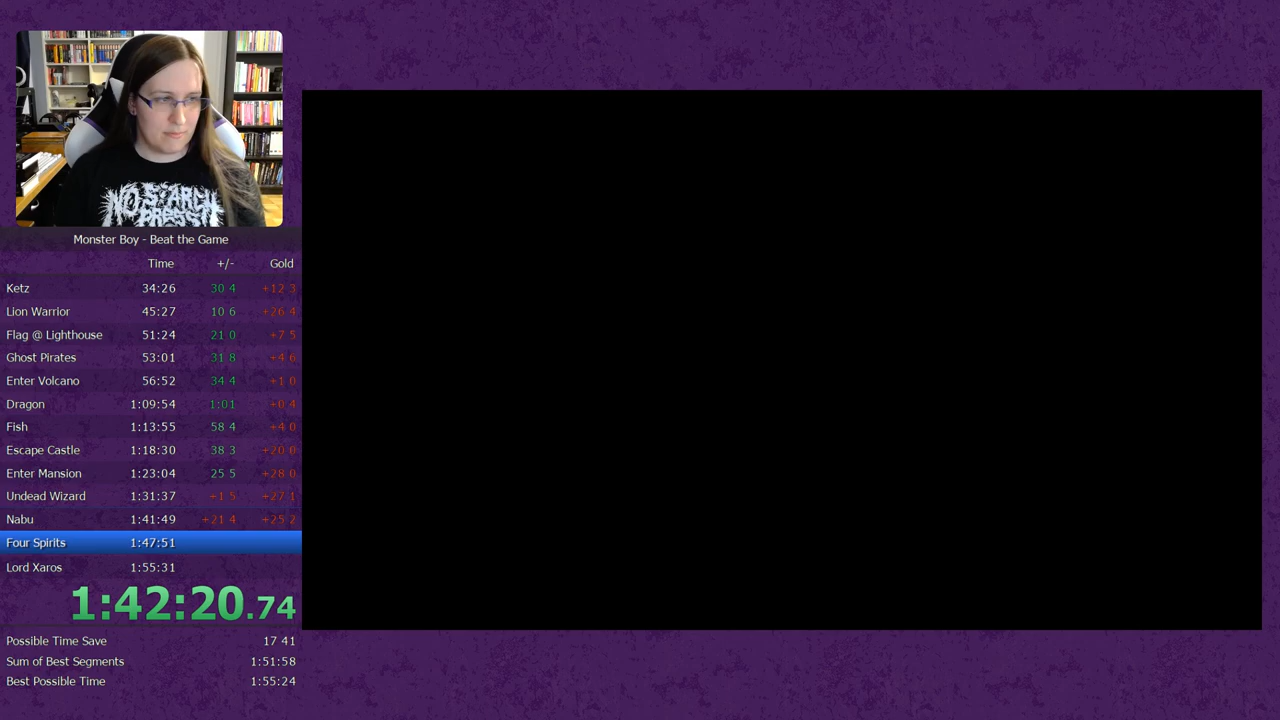 NO STARCH
PRESS
Monster Boy - Beat the Game
Time +/- Gold
Ketz 34:26 30 4 +12 3
Lion Warrior 45:27 10 6 +26 4
Flag @ Lighthouse 51:24 21 0 +7 5
Ghost Pirates 53:01 31 8 +4 6
Enter Volcano 56:52 34 4 +1 0
Dragon 1:09:54 1:01 +0 4
Fish 1:13:55 58 4 +4 0
Escape Castle 1:18:30 38 3 +20 0
Enter Mansion 1:23:04 25 5 +28 0
Undead Wizard 1:31:37 +1 5 +27 1
Nabu 1:41:49 +21 4 +25 2
Four Spirits 1:47:51
Lord Xaros 1:55:31
1:42:20.74
Possible Time Save 17 41
Sum of Best Segments 1:51:58
Best Possible Time 1:55:24